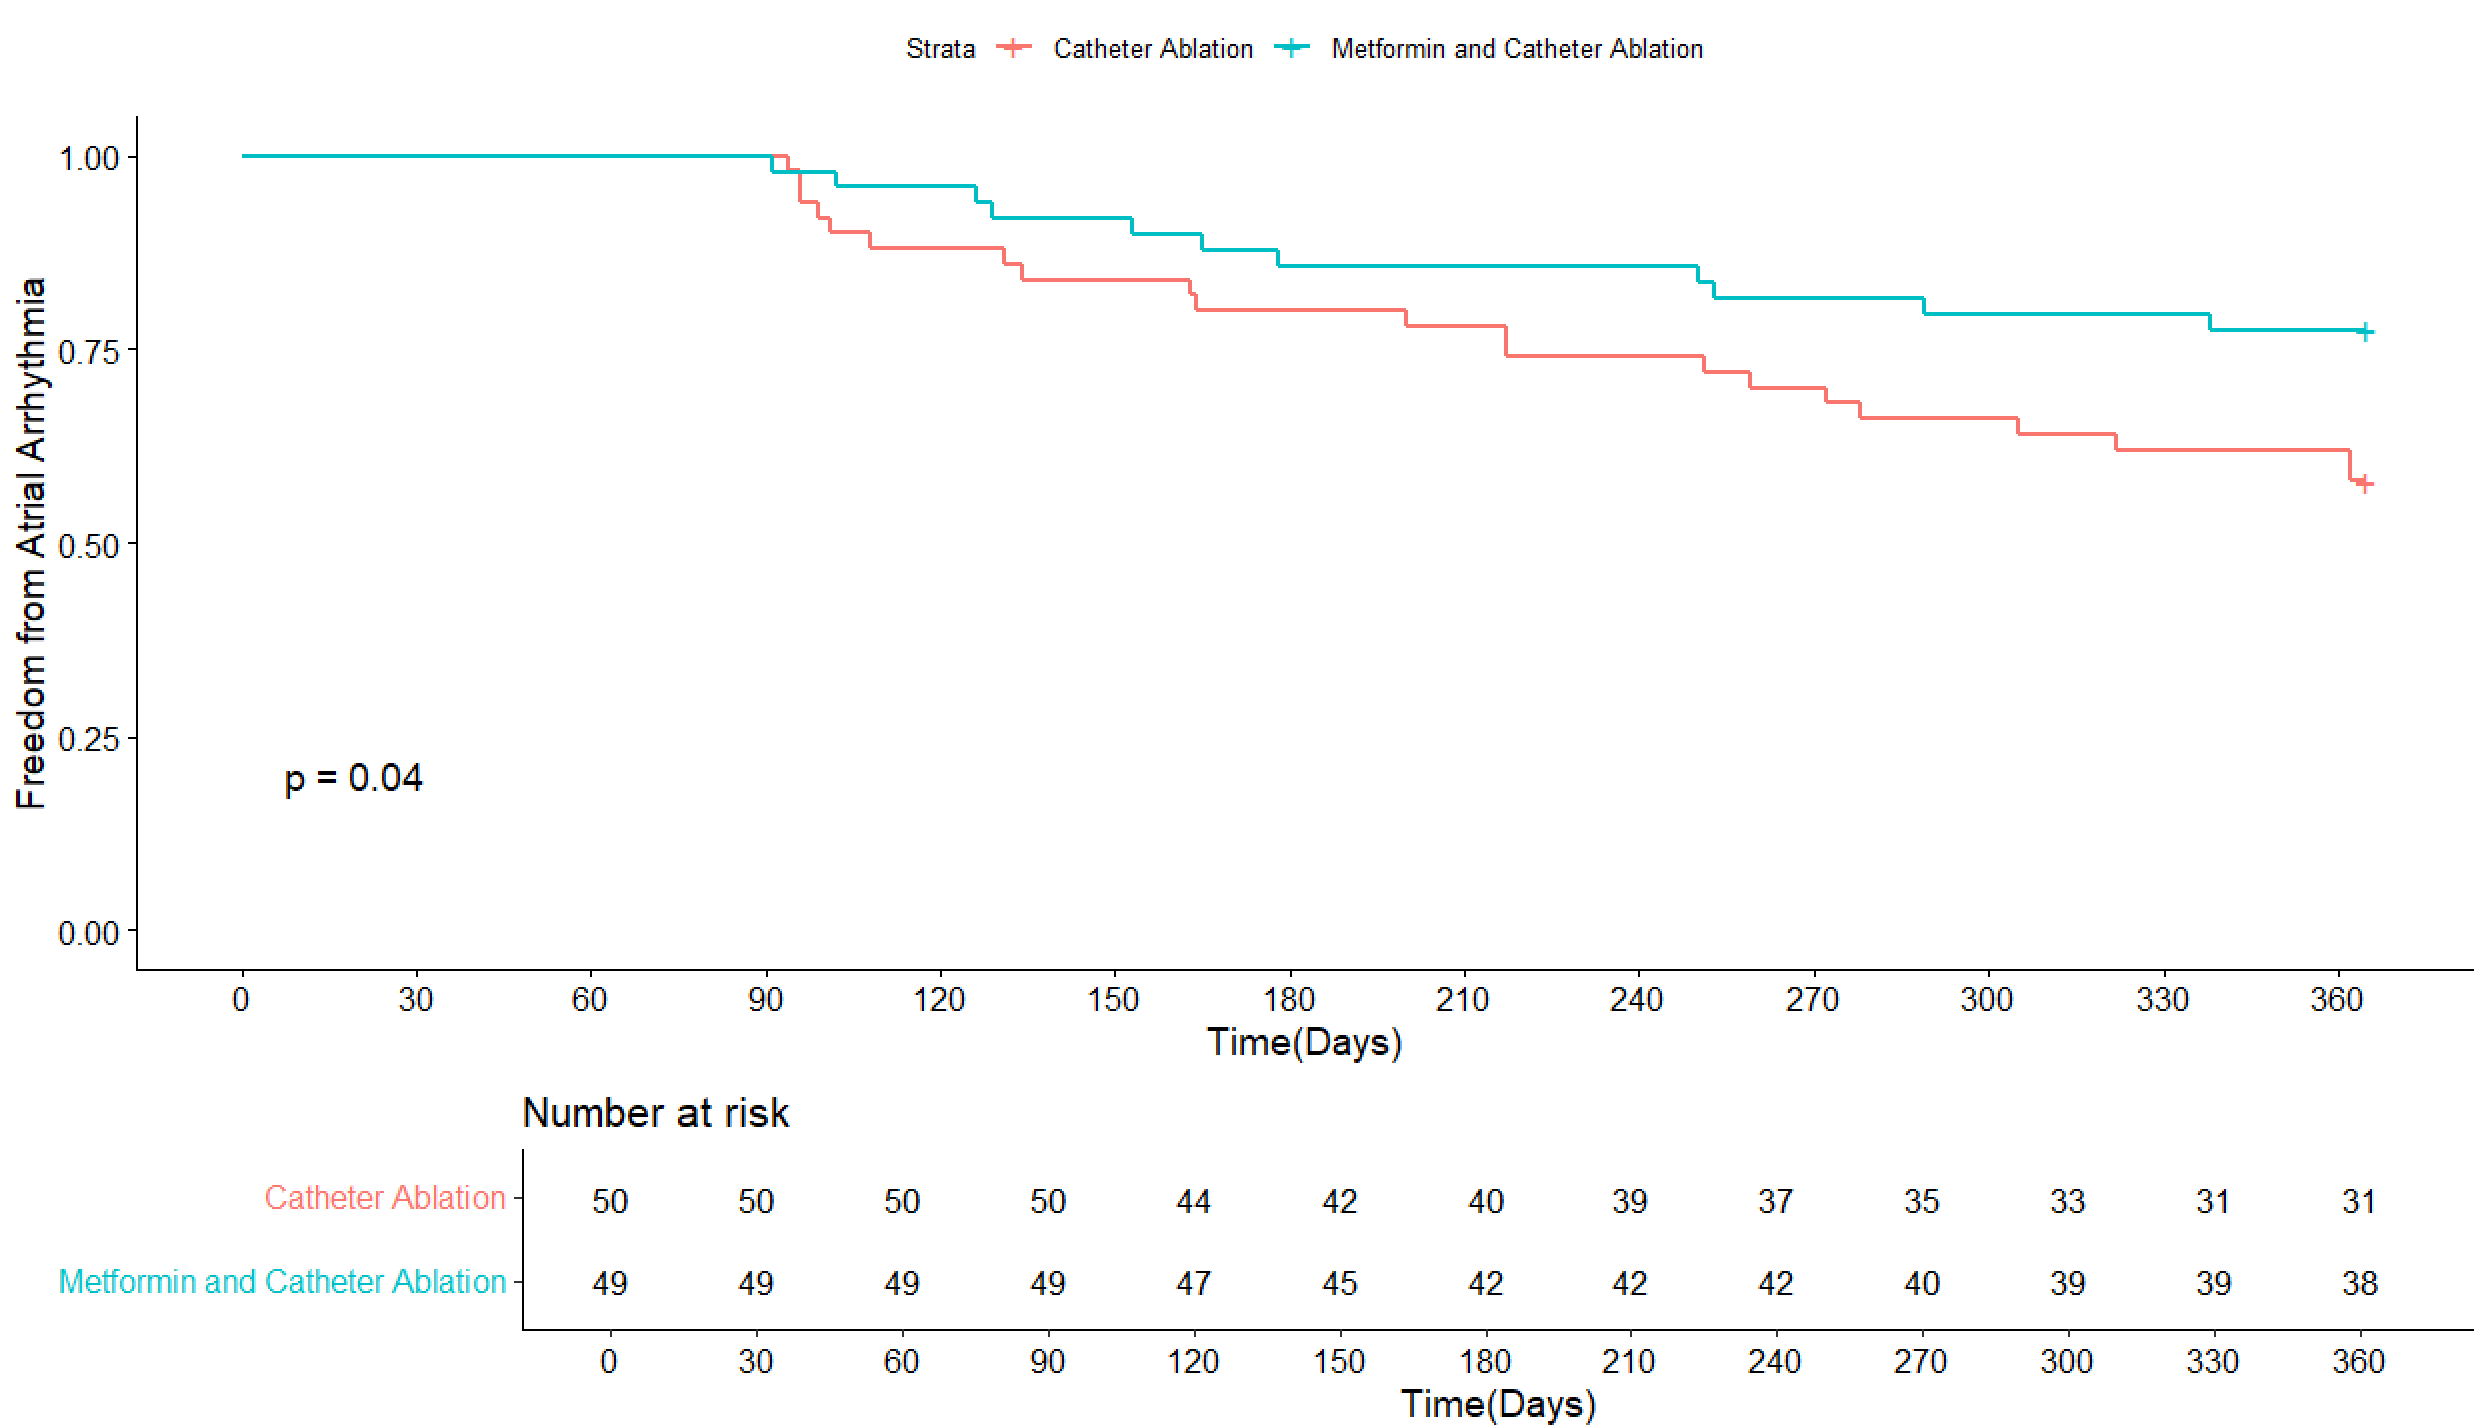 Strata Catheter Ablation Metformin and Catheter Ablation
Freedom from Atrial Arrhythmia
1.00
0.75
0.50
0.25
0.00
p = 0.04
0 30 60 90 120 150 180 210 240 270 300 330 360
Time(Days)
Number at risk
Catheter Ablation 50 50 50 50 44 42 40 39 37 35 33 31 31
Metformin and Catheter Ablation 49 49 49 49 47 45 42 42 42 40 39 39 38
0 30 60 90 120 150 180 210 240 270 300 330 360
Time(Days)